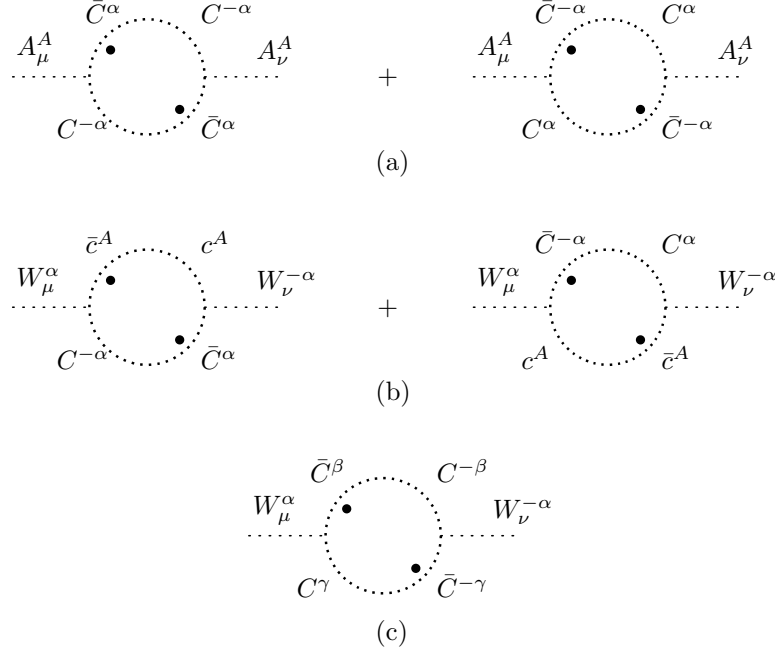 C̄^α C^{-α} C̄^{-α} C^α
A^A_μ A^A_ν + A^A_μ A^A_ν
C^{-α} C̄^α C^α C̄^{-α}
(a)
c̄^A c^A C̄^{-α} C^α
W^α_μ W^{-α}_ν + W^α_μ W^{-α}_ν
C^{-α} C̄^α c^A c̄^A
(b)
C̄^β C^{-β}
W^α_μ W^{-α}_ν
C^γ C̄^{-γ}
(c)